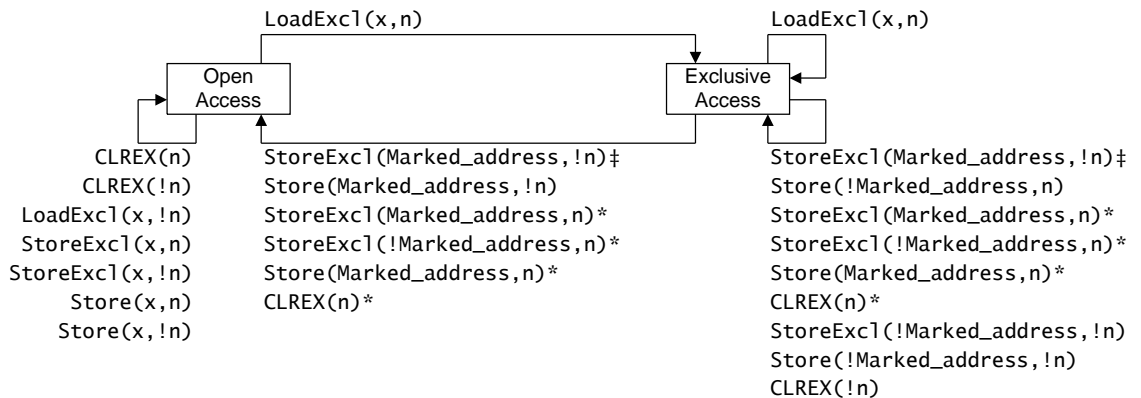 LoadExcl(x,n)
LoadExcl(x,n)
Open
Access
Exclusive
Access
CLREX(n)
CLREX(!n)
LoadExcl(x,!n)
StoreExcl(x,n)
StoreExcl(x,!n)
Store(x,n)
Store(x,!n)
StoreExcl(Marked_address,!n)‡
Store(Marked_address,!n)
StoreExcl(Marked_address,n)*
StoreExcl(!Marked_address,n)*
Store(Marked_address,n)*
CLREX(n)*
StoreExcl(Marked_address,!n)‡
Store(!Marked_address,n)
StoreExcl(Marked_address,n)*
StoreExcl(!Marked_address,n)*
Store(Marked_address,n)*
CLREX(n)*
StoreExcl(!Marked_address,!n)
Store(!Marked_address,!n)
CLREX(!n)